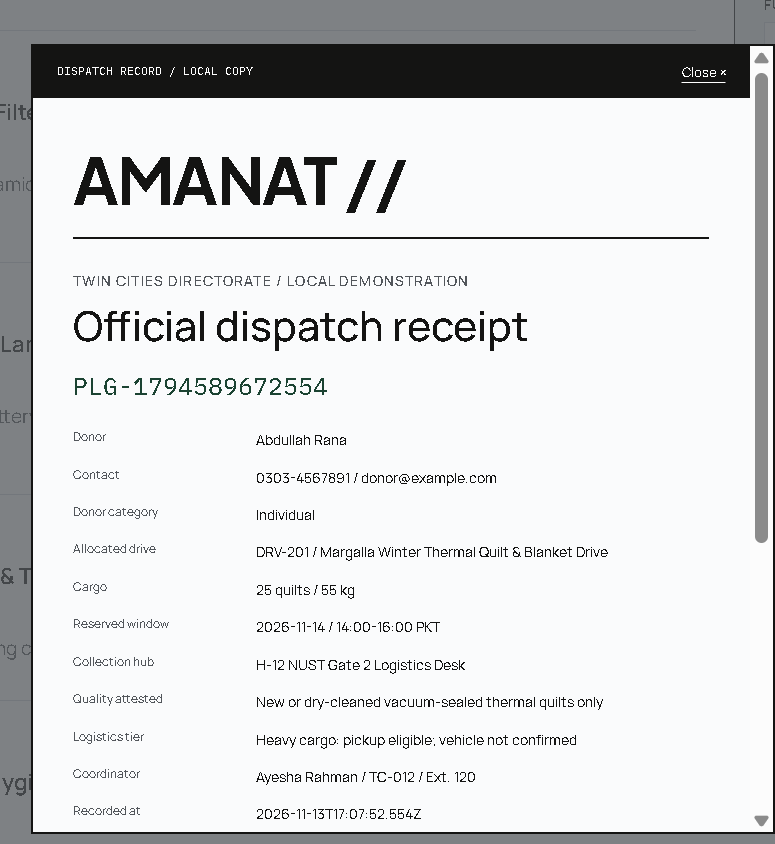 DISPATCH RECORD / LOCAL COPY
Close ×
AMANAT //
TWIN CITIES DIRECTORATE / LOCAL DEMONSTRATION
Official dispatch receipt
PLG-1794589672554
Donor Abdullah Rana
Contact 0303-4567891 / donor@example.com
Donor category Individual
Allocated drive DRV-201 / Margalla Winter Thermal Quilt & Blanket Drive
Cargo 25 quilts / 55 kg
Reserved window 2026-11-14 / 14:00-16:00 PKT
Collection hub H-12 NUST Gate 2 Logistics Desk
Quality attested New or dry-cleaned vacuum-sealed thermal quilts only
Logistics tier Heavy cargo: pickup eligible; vehicle not confirmed
Coordinator Ayesha Rahman / TC-012 / Ext. 120
Recorded at 2026-11-13T17:07:52.554Z